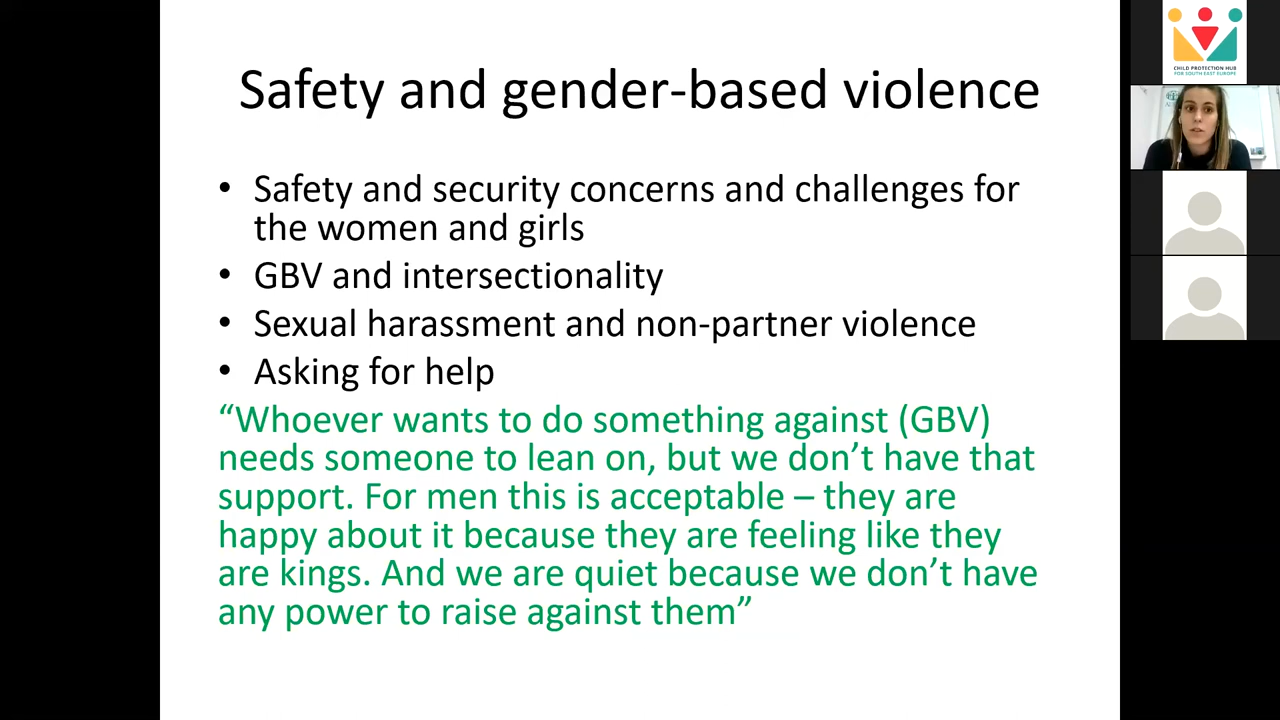 Safety and gender-based violence
• Safety and security concerns and challenges for
the women and girls
• GBV and intersectionality
• Sexual harassment and non-partner violence
• Asking for help
“Whoever wants to do something against (GBV)
needs someone to lean on, but we don’t have that
support. For men this is acceptable – they are
happy about it because they are feeling like they
are kings. And we are quiet because we don’t have
any power to raise against them”
CHILD PROTECTION HUB
FOR SOUTH EAST EUROPE